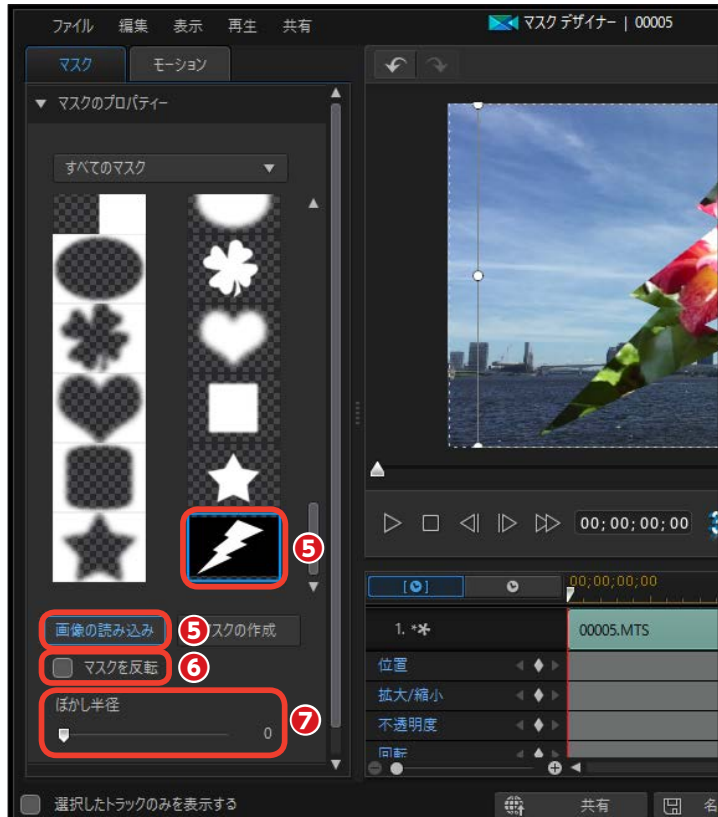 ファイル 編集 表示 再生 共有
マスク デザイナー | 00005
マスク モーション
マスクのプロパティー
すべてのマスク
⑤
00;00;00;00
画像の読み込み ⑤ スクの作成
マスクを反転 ⑥
ぼかし半径
⑦
0
00;00;00;00
1.
00005.MTS
位置
拡大/縮小
不透明度
回転
選択したトラックのみを表示する
共有
名